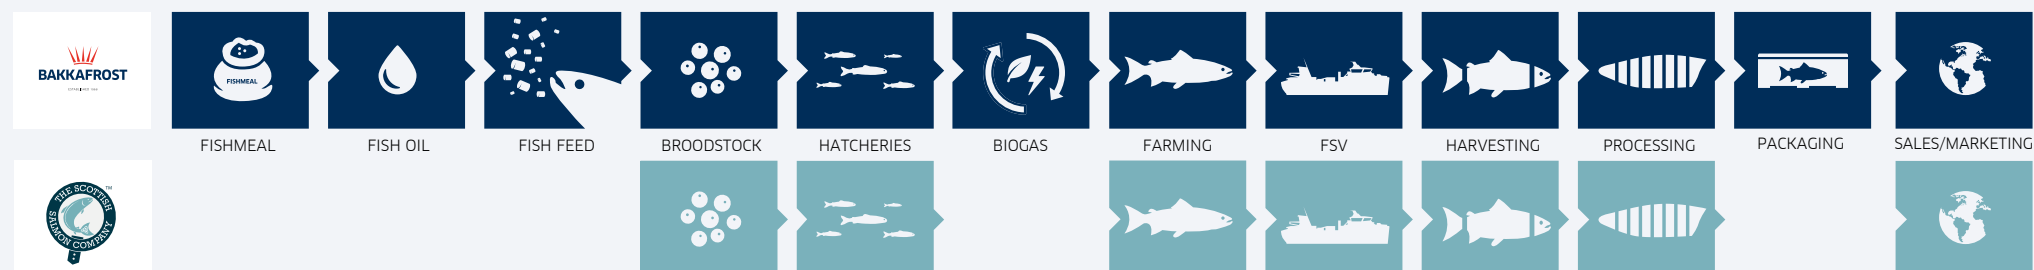 BAKKAFROST
FISHMEAL
FISHMEAL
FISH OIL
FISH FEED
BROODSTOCK
HATCHERIES
BIOGAS
FARMING
FSV
HARVESTING
PROCESSING
PACKAGING
SALES/MARKETING
THE SCOTTISH
SALMON COMPANY
TM